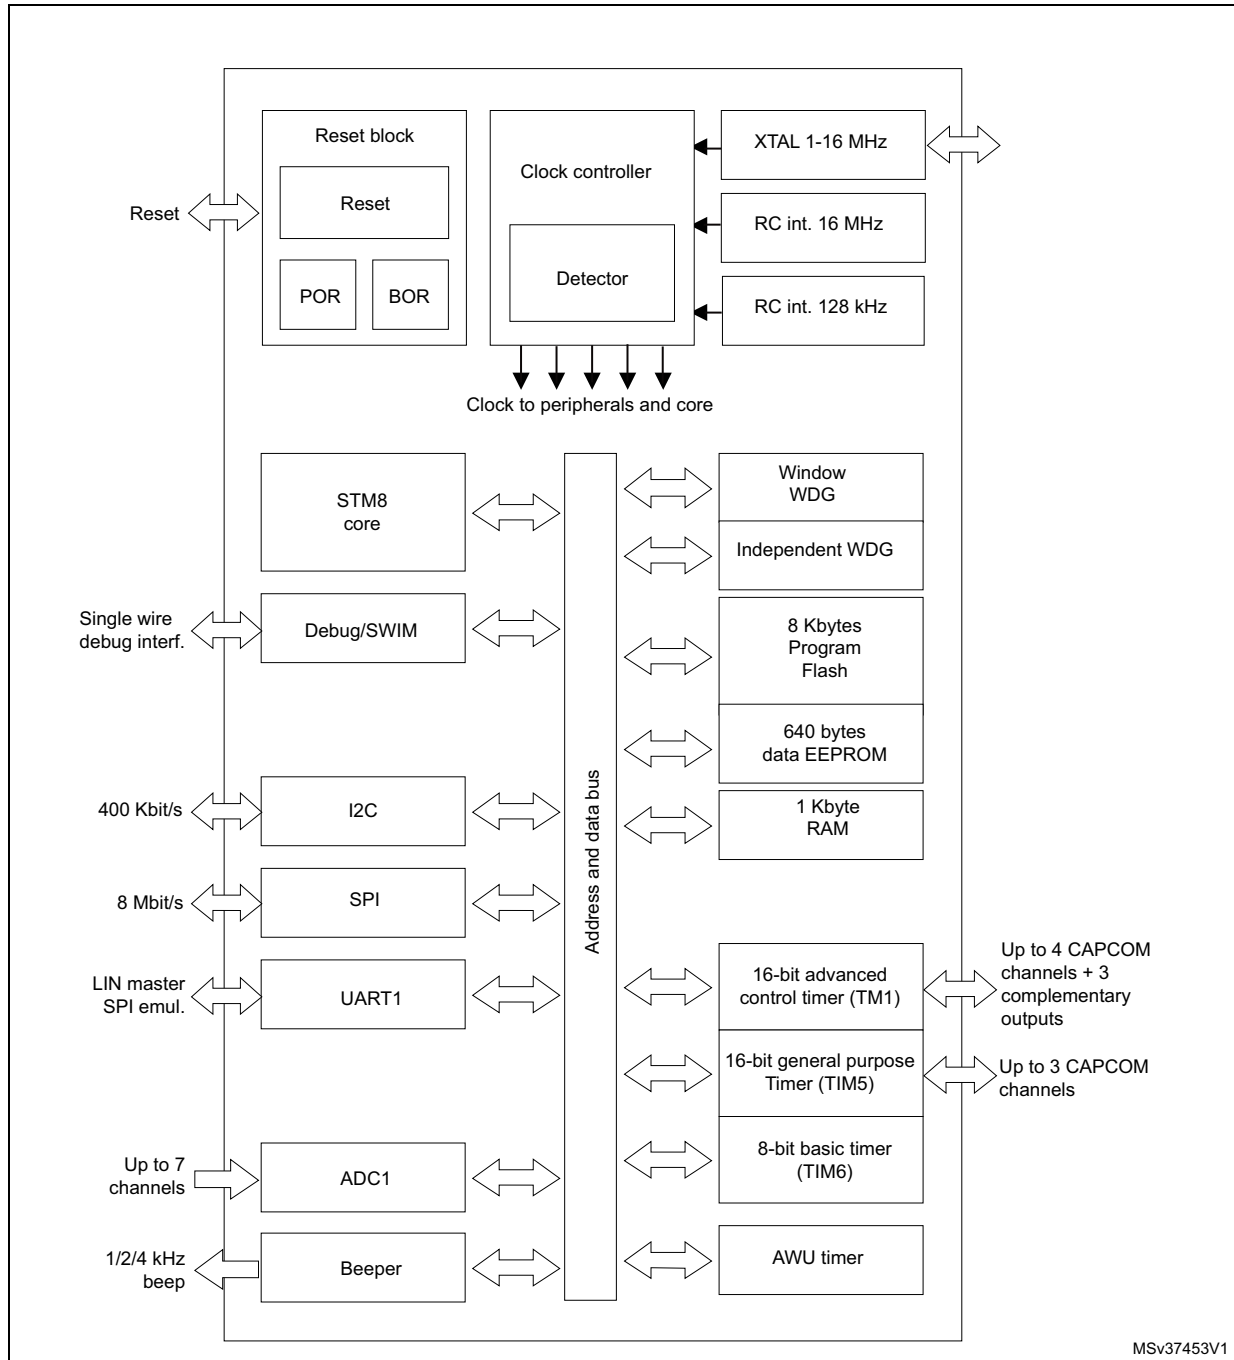 Reset block
Reset
POR
BOR
Reset
Clock controller
Detector
XTAL 1-16 MHz
RC int. 16 MHz
RC int. 128 kHz
Clock to peripherals and core
STM8
core
Single wire
debug interf.
Debug/SWIM
400 Kbit/s
I2C
8 Mbit/s
SPI
LIN master
SPI emul.
UART1
Up to 7
channels
ADC1
1/2/4 kHz
beep
Beeper
Address and data bus
Window
WDG
Independent WDG
8 Kbytes
Program
Flash
640 bytes
data EEPROM
1 Kbyte
RAM
16-bit advanced
control timer (TM1)
Up to 4 CAPCOM
channels + 3
complementary
outputs
16-bit general purpose
Timer (TIM5)
Up to 3 CAPCOM
channels
8-bit basic timer
(TIM6)
AWU timer
MSv37453V1